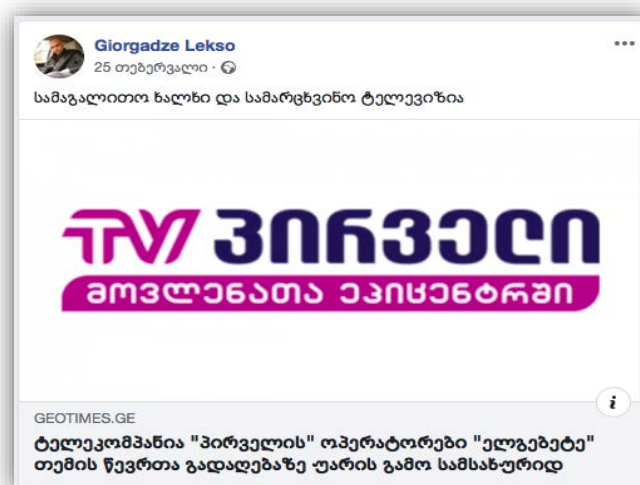 Giorgadze Lekso
25 თებერვალი ·
სამაგალითო ხალხი და სამარცხვინო ტელევიზია
TV პირველი
მოვლენათა ეპიცენტრში
GEOTIMES.GE
ტელეკომპანია "პირველის" ოპერატორები "ელგებეტე"
თემის წევრთა გადაღებაზე უარის გამო სამსახურიდ